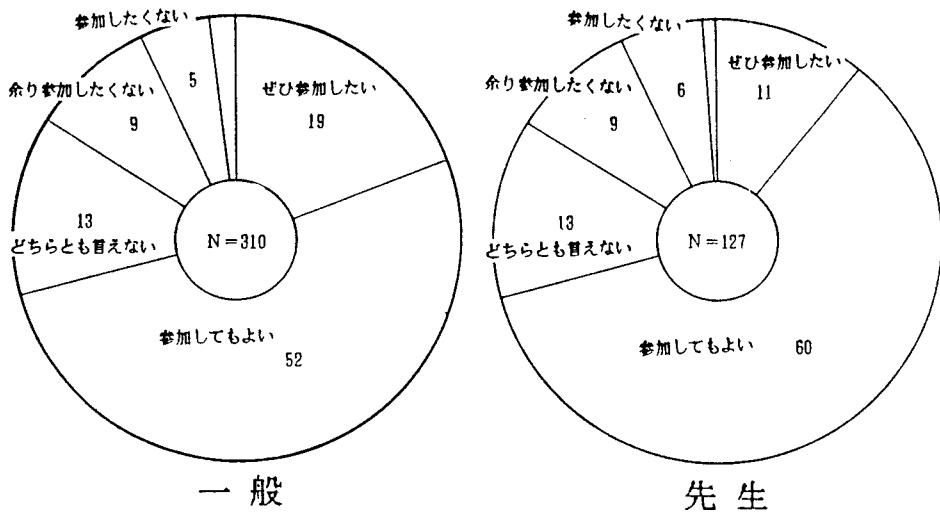 参加したくない
5
ぜひ参加したい
19
余り参加したくない
9
13
どちらとも言えない
N=310
参加してもよい
52
一般
参加したくない
6
ぜひ参加したい
11
余り参加したくない
9
13
どちらとも言えない
N=127
参加してもよい 60
先生